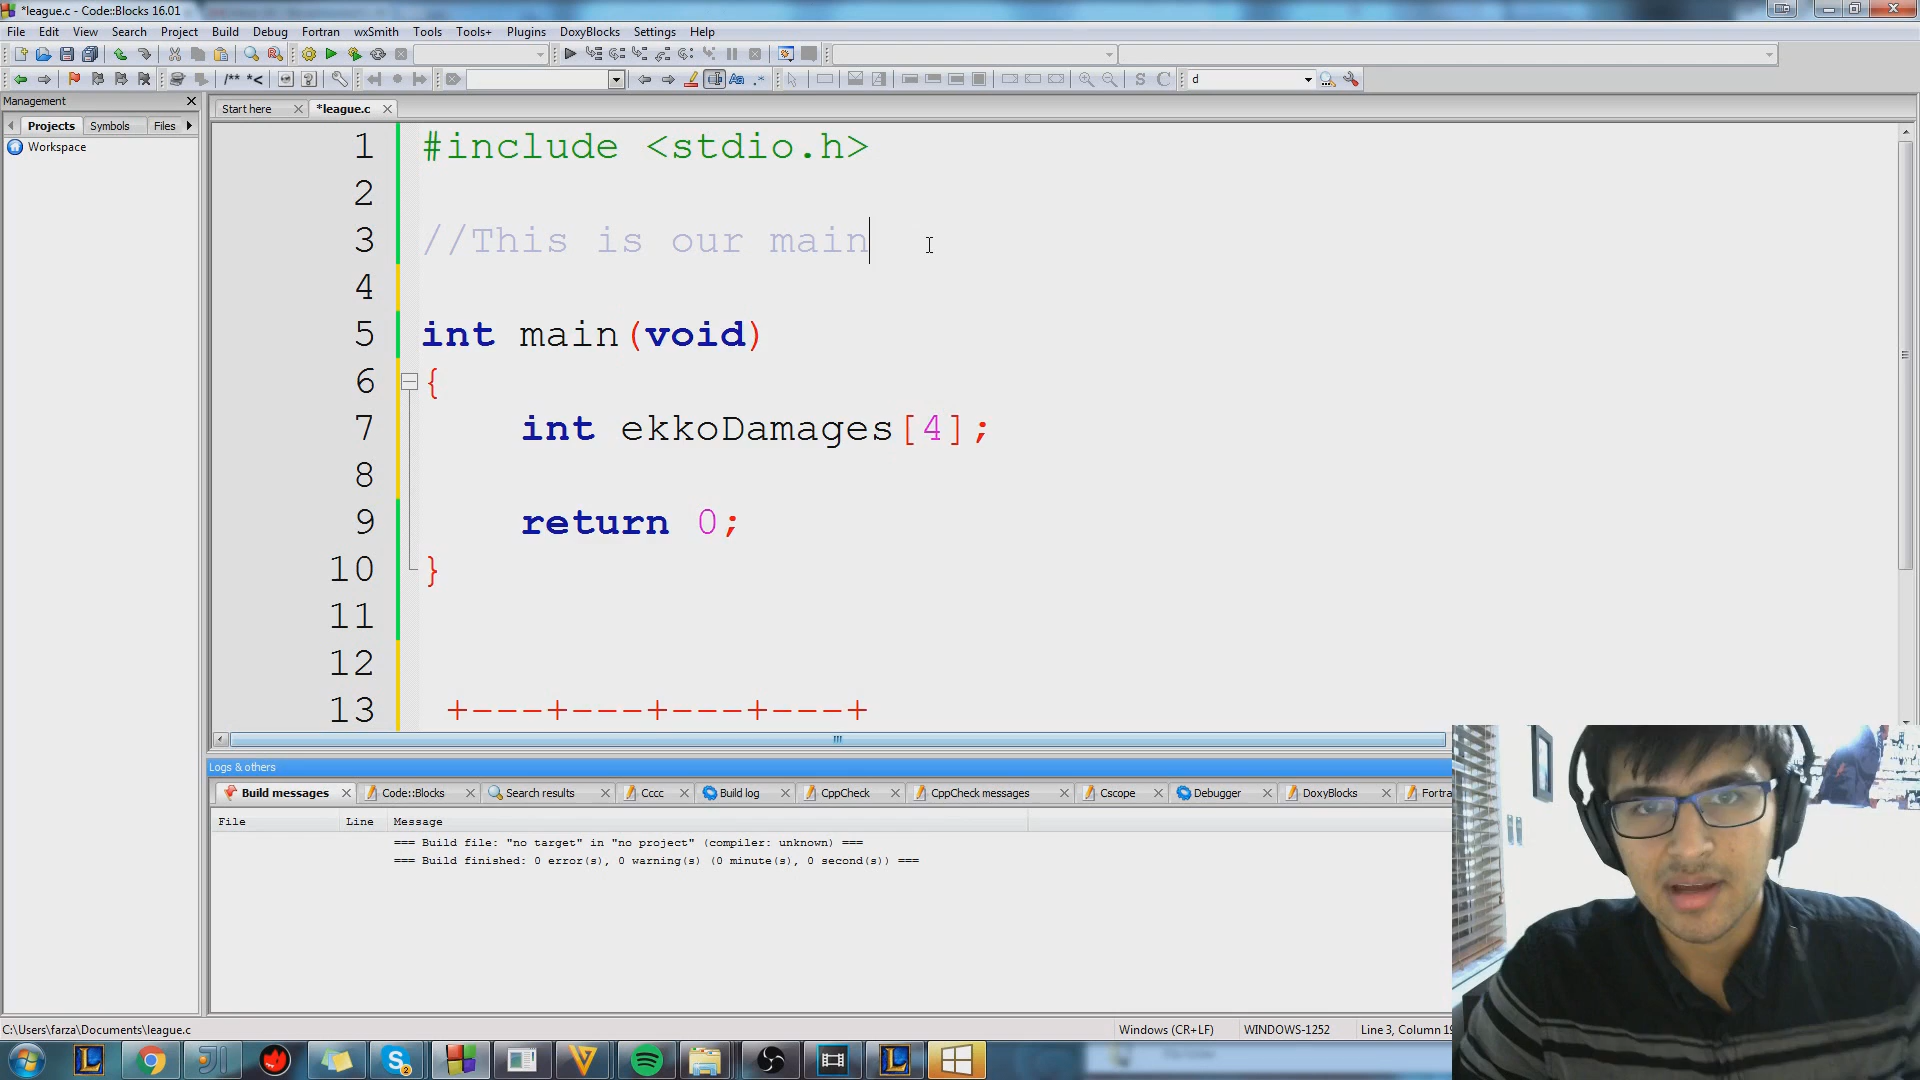 *league.c - Code::Blocks 16.01
File Edit View Search Project Build Debug Fortran wxSmith Tools Tools+ Plugins DoxyBlocks Settings Help
/** *< d
Management
Start here *league.c
Projects Symbols Files
Workspace
1 #include <stdio.h>
2
3 //This is our main
4
5 int main(void)
6 {
7 int ekkoDamages[4];
8
9 return 0;
10 }
11
12
13 +---+---+---+---+
Logs & others
Build messages Code::Blocks Search results Cccc Build log CppCheck CppCheck messages Cscope Debugger DoxyBlocks Fortra
File Line Message
=== Build file: "no target" in "no project" (compiler: unknown) ===
=== Build finished: 0 error(s), 0 warning(s) (0 minute(s), 0 second(s)) ===
C:\Users\farza\Documents\league.c Windows (CR+LF) WINDOWS-1252 Line 3, Column 19